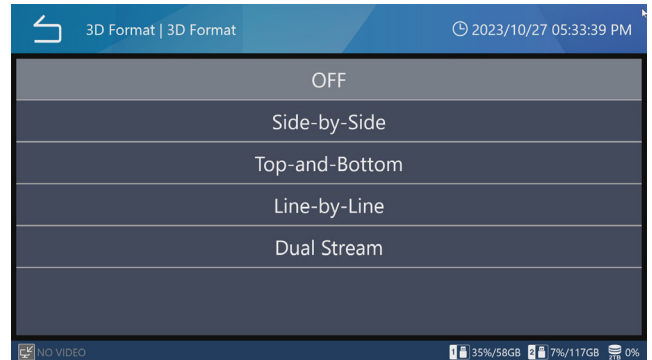 3D Format | 3D Format 2023/10/27 05:33:39 PM
OFF
Side-by-Side
Top-and-Bottom
Line-by-Line
Dual Stream
NO VIDEO 1 35%/58GB 2 7%/117GB 2TB 0%